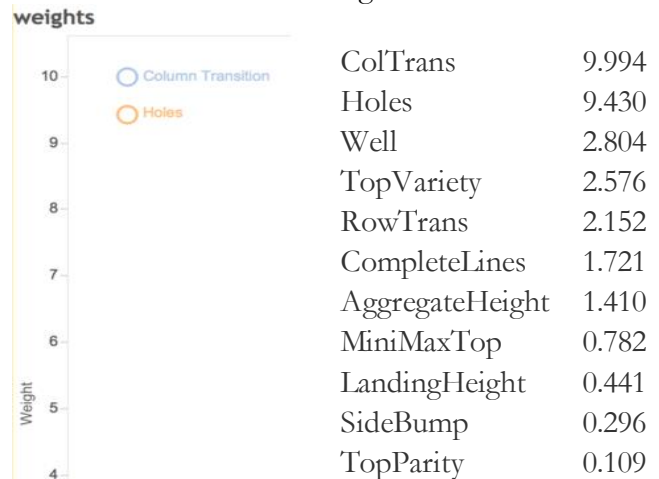 weights
10
Column Transition
Holes
9
8
7
6
5
4
Weight
ColTrans 9.994
Holes 9.430
Well 2.804
TopVariety 2.576
RowTrans 2.152
CompleteLines 1.721
AggregateHeight 1.410
MiniMaxTop 0.782
LandingHeight 0.441
SideBump 0.296
TopParity 0.109